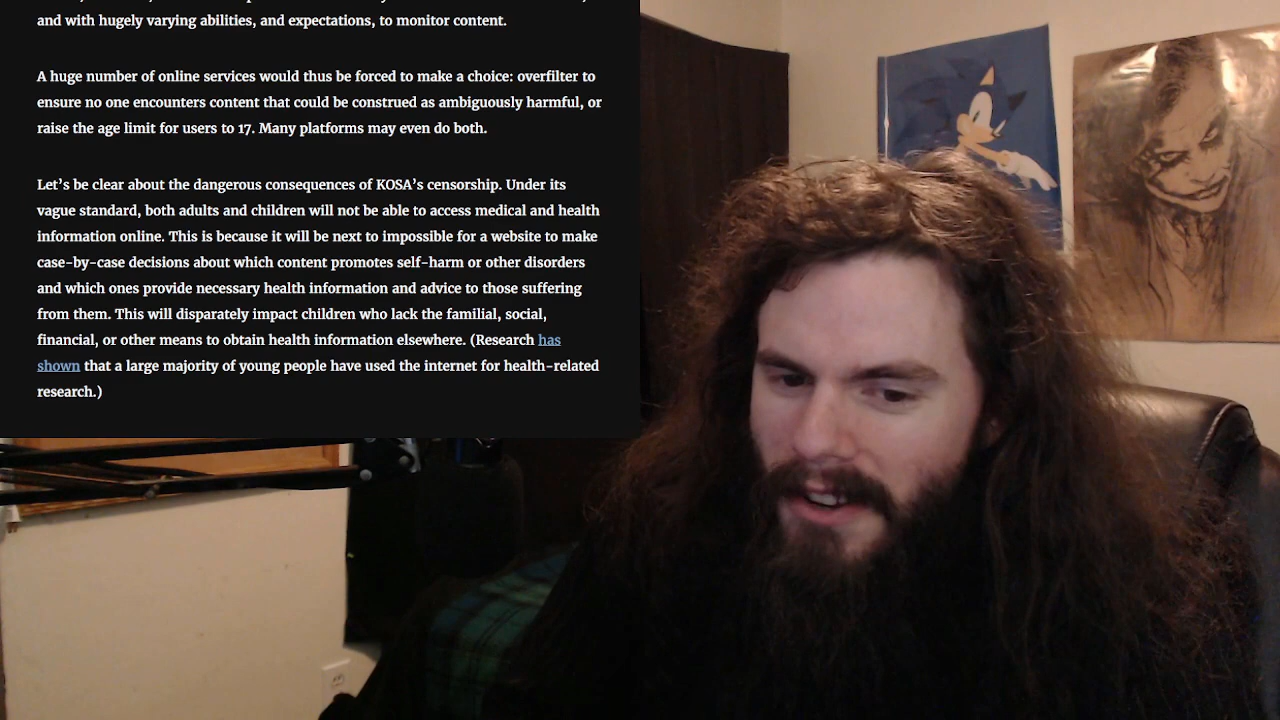 and with hugely varying abilities, and expectations, to monitor content.
A huge number of online services would thus be forced to make a choice: overfilter to
ensure no one encounters content that could be construed as ambiguously harmful, or
raise the age limit for users to 17. Many platforms may even do both.
Let’s be clear about the dangerous consequences of KOSA’s censorship. Under its
vague standard, both adults and children will not be able to access medical and health
information online. This is because it will be next to impossible for a website to make
case-by-case decisions about which content promotes self-harm or other disorders
and which ones provide necessary health information and advice to those suffering
from them. This will disparately impact children who lack the familial, social,
financial, or other means to obtain health information elsewhere. (Research has
shown that a large majority of young people have used the internet for health-related
research.)